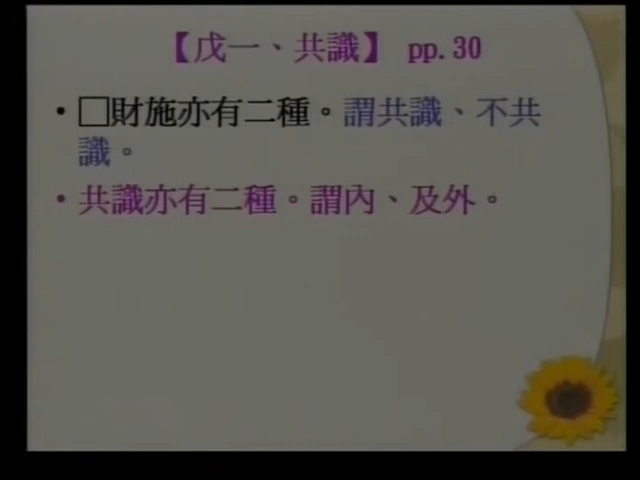 【戊一、共識】 pp.30
• □財施亦有二種。謂共識、不共
識。
• 共識亦有二種。謂內、及外。